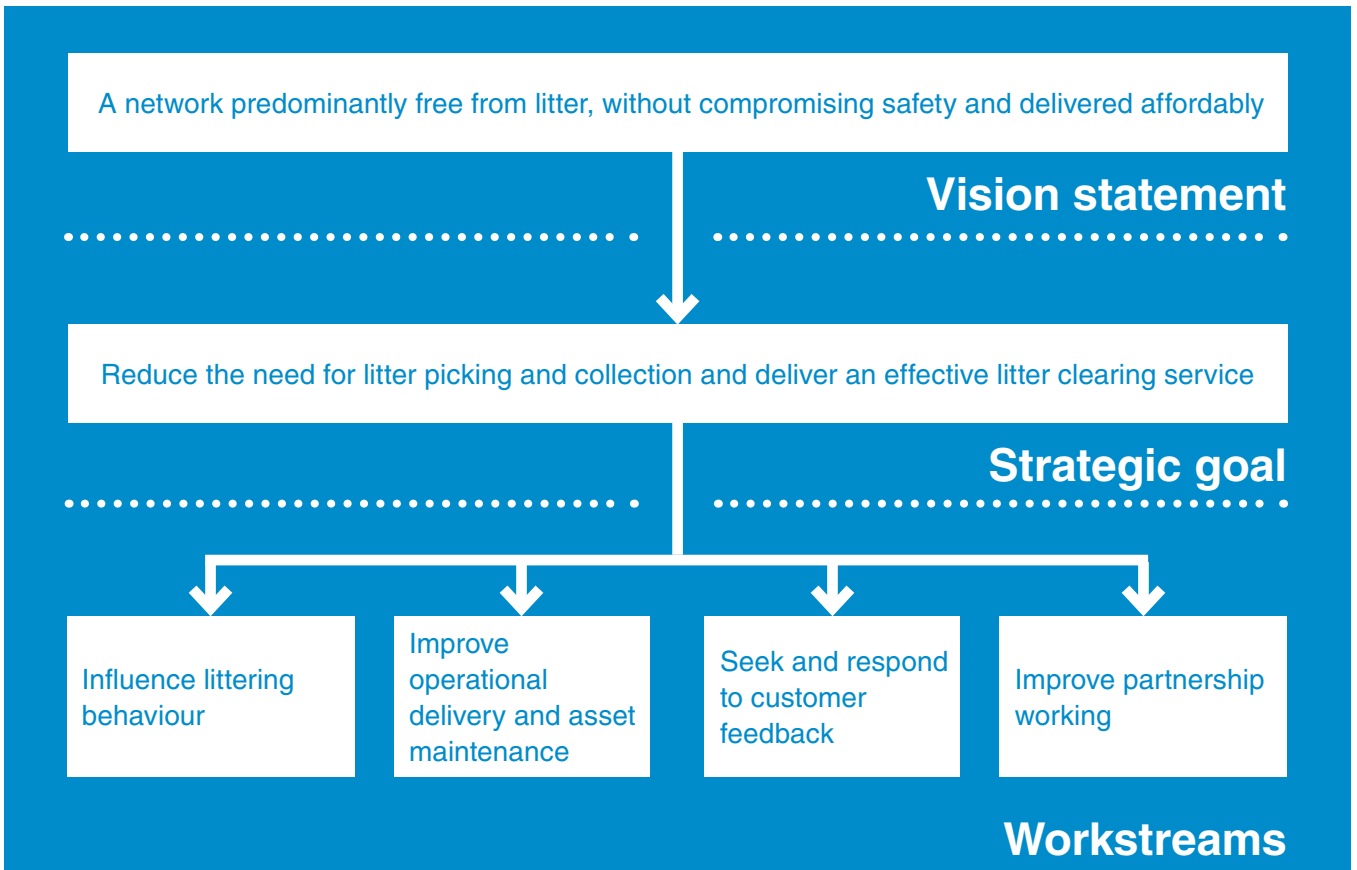 A network predominantly free from litter, without compromising safety and delivered affordably
Vision statement
Reduce the need for litter picking and collection and deliver an effective litter clearing service
Strategic goal
Influence littering
behaviour
Improve
operational
delivery and asset
maintenance
Seek and respond
to customer
feedback
Improve partnership
working
Workstreams